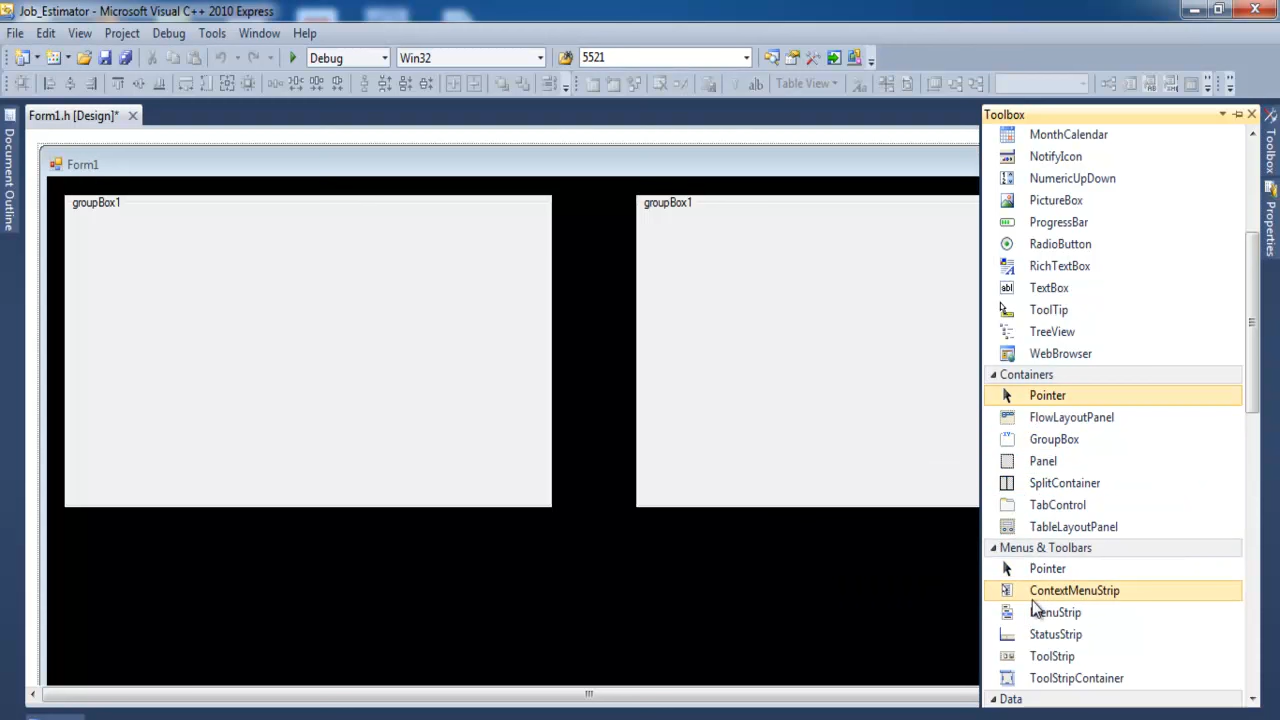 Job_Estimator - Microsoft Visual C++ 2010 Express
File Edit View Project Debug Tools Window Help
Debug Win32 5521
Table View
Form1.h [Design]*
Toolbox
Document Outline
Form1
groupBox1 groupBox1
MonthCalendar
NotifyIcon
NumericUpDown
PictureBox
ProgressBar
RadioButton
RichTextBox
TextBox
ToolTip
TreeView
WebBrowser
Containers
Pointer
FlowLayoutPanel
GroupBox
Panel
SplitContainer
TabControl
TableLayoutPanel
Menus & Toolbars
Pointer
ContextMenuStrip
MenuStrip
StatusStrip
ToolStrip
ToolStripContainer
Data
Toolbox
Properties